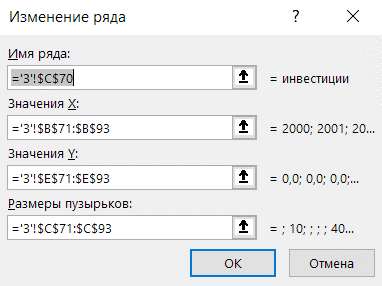 Изменение ряда
Имя ряда:
='3'!$C$70 = инвестиции
Значения X:
='3'!$B$71:$B$93 = 2000; 2001; 20...
Значения Y:
='3'!$E$71:$E$93 = 0,0; 0,0; 0,0;...
Размеры пузырьков:
='3'!$C$71:$C$93 = ; 10; ; ; ; 40...
ОК Отмена